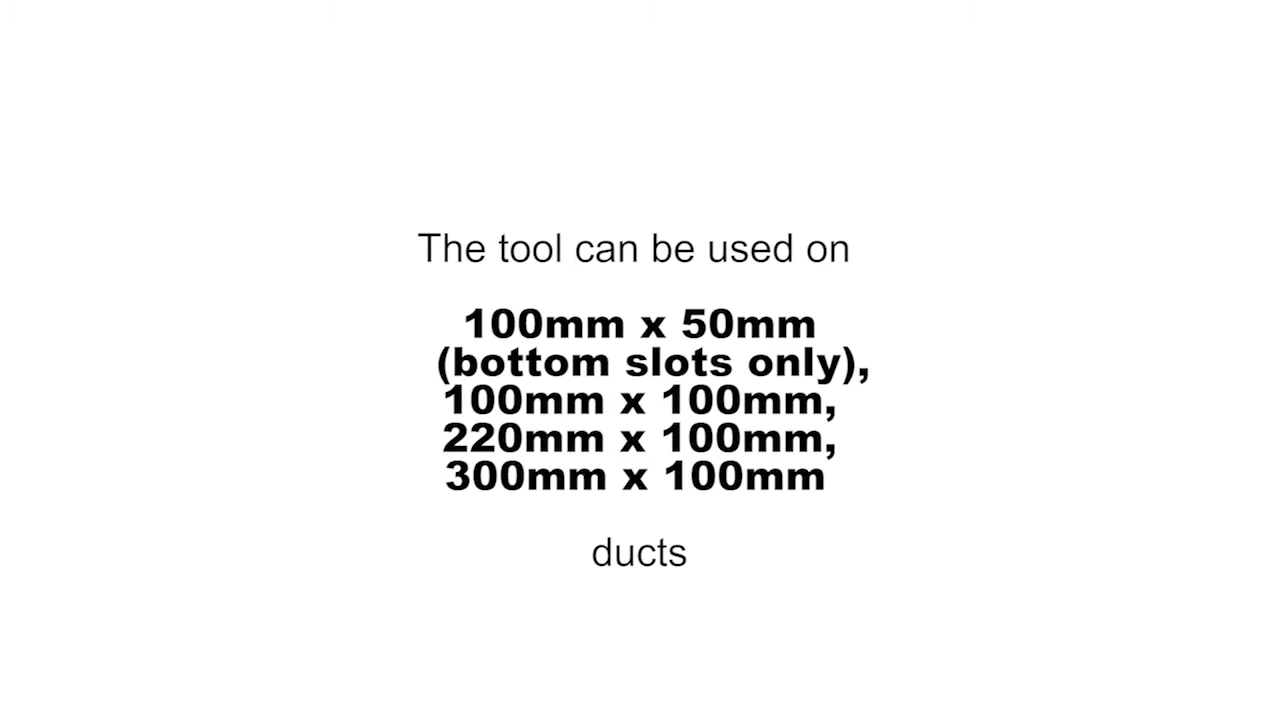 The tool can be used on
100mm x 50mm
(bottom slots only),
100mm x 100mm,
220mm x 100mm,
300mm x 100mm
ducts